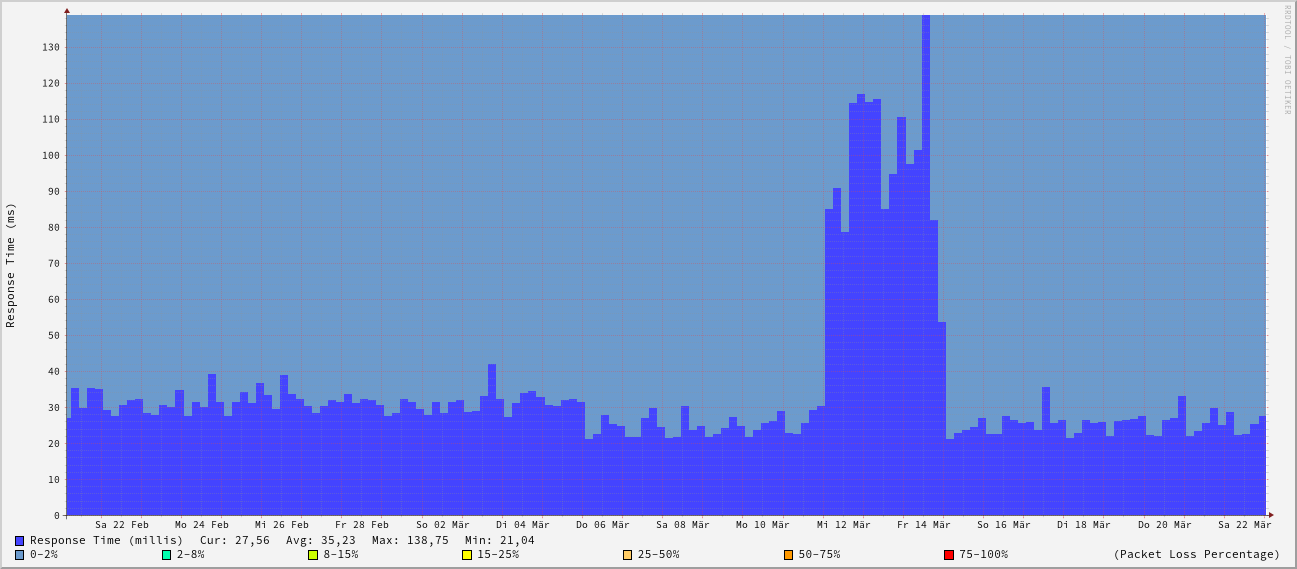 RRDTOOL / TOBI OETIKER
Response Time (ms)
130
120
110
100
90
80
70
60
50
40
30
20
10
0
Sa 22 Feb Mo 24 Feb Mi 26 Feb Fr 28 Feb So 02 Mär Di 04 Mär Do 06 Mär Sa 08 Mär Mo 10 Mär Mi 12 Mär Fr 14 Mär So 16 Mär Di 18 Mär Do 20 Mär Sa 22 Mär
Response Time (millis) Cur: 27,56 Avg: 35,23 Max: 138,75 Min: 21,04
0-2% 2-8% 8-15% 15-25% 25-50% 50-75% 75-100% (Packet Loss Percentage)